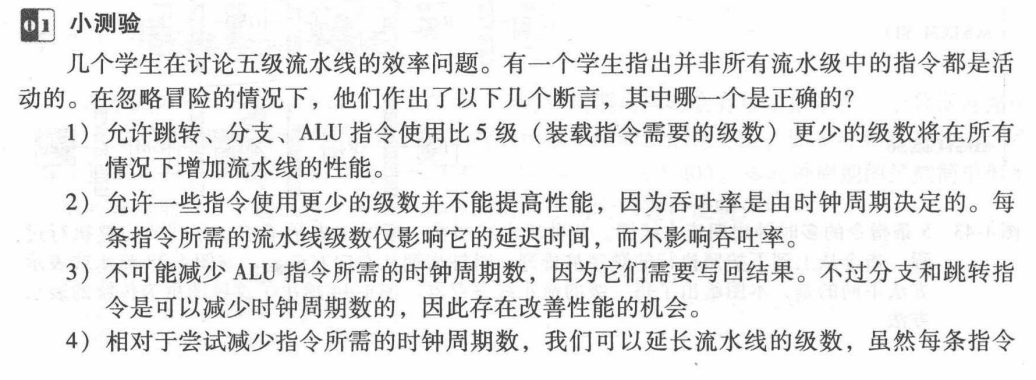 01 小测验
几个学生在讨论五级流水线的效率问题。有一个学生指出并非所有流水级中的指令都是活
动的。在忽略冒险的情况下，他们作出了以下几个断言，其中哪一个是正确的？
1）允许跳转、分支、ALU 指令使用比 5 级（装载指令需要的级数）更少的级数将在所有
情况下增加流水线的性能。
2）允许一些指令使用更少的级数并不能提高性能，因为吞吐率是由时钟周期决定的。每
条指令所需的流水线级数仅影响它的延迟时间，而不影响吞吐率。
3）不可能减少 ALU 指令所需的时钟周期数，因为它们需要写回结果。不过分支和跳转指
令是可以减少时钟周期数的，因此存在改善性能的机会。
4）相对于尝试减少指令所需的时钟周期数，我们可以延长流水线的级数，虽然每条指令